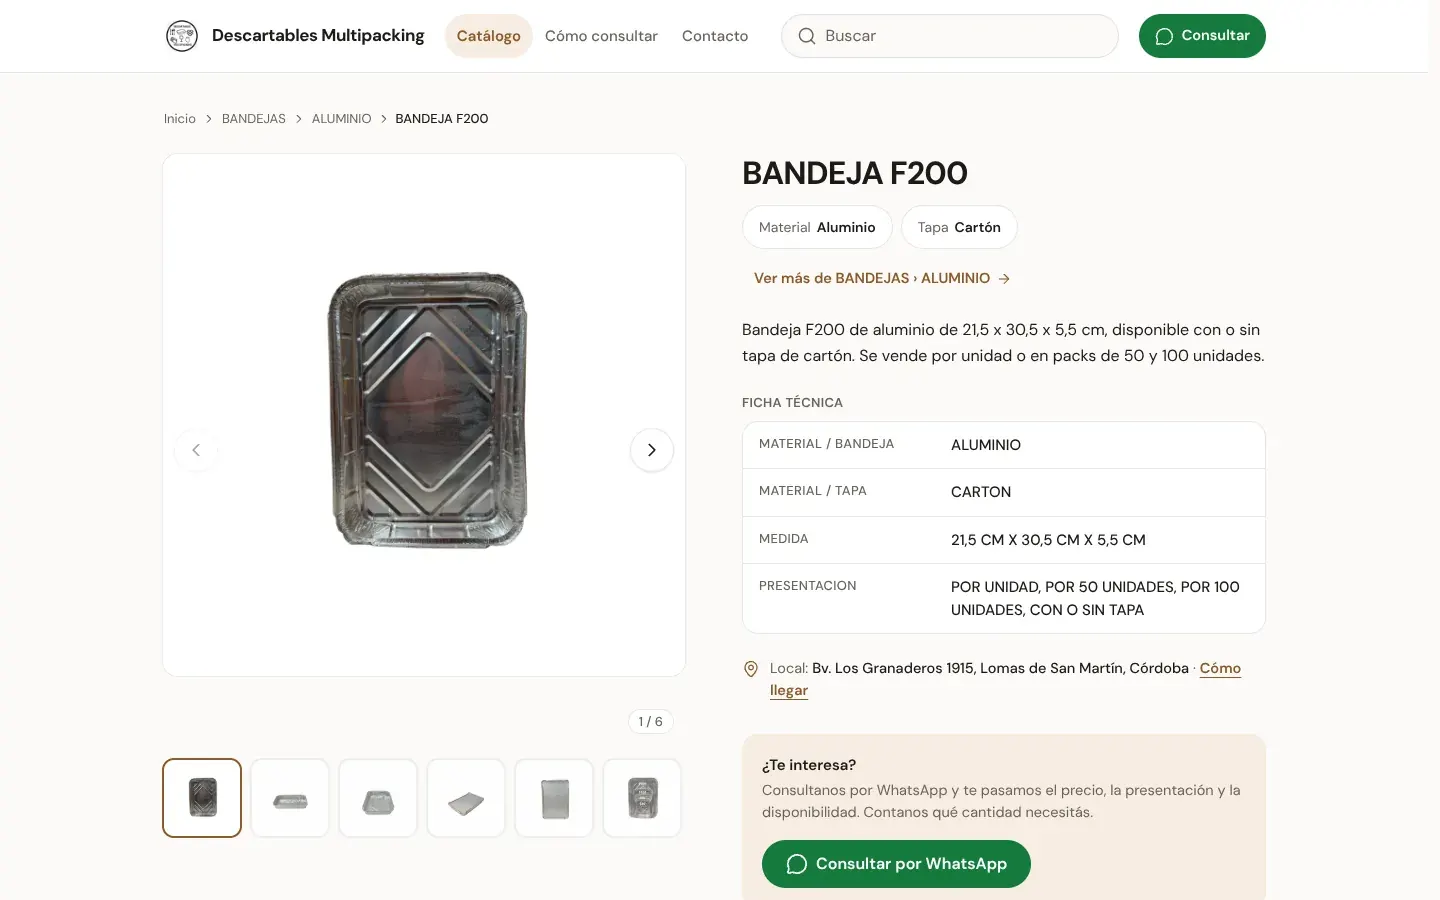 Descartables Multipacking
Catálogo
Cómo consultar
Contacto
Buscar
Consultar
Inicio > BANDEJAS > ALUMINIO > BANDEJA F200
BANDEJA F200
Material Aluminio
Tapa Cartón
Ver más de BANDEJAS › ALUMINIO →
Bandeja F200 de aluminio de 21,5 x 30,5 x 5,5 cm, disponible con o sin
tapa de cartón. Se vende por unidad o en packs de 50 y 100 unidades.
FICHA TÉCNICA
MATERIAL / BANDEJA ALUMINIO
MATERIAL / TAPA CARTON
MEDIDA 21,5 CM X 30,5 CM X 5,5 CM
PRESENTACION POR UNIDAD, POR 50 UNIDADES, POR 100
UNIDADES, CON O SIN TAPA
Local: Bv. Los Granaderos 1915, Lomas de San Martín, Córdoba · Cómo
llegar
1 / 6
¿Te interesa?
Consultanos por WhatsApp y te pasamos el precio, la presentación y la
disponibilidad. Contanos qué cantidad necesitás.
Consultar por WhatsApp